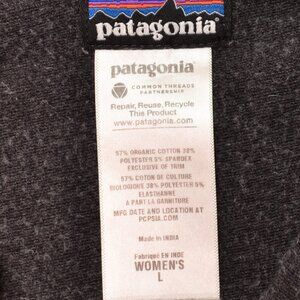 patagonia
patagonia
COMMON THREADS
PARTNERSHIP
Repair, Reuse, Recycle
This Product
www.patagonia.com
57% ORGANIC COTTON 38%
POLYESTER 5% SPANDEX
EXCLUSIVE OF TRIM
57% COTON DE CULTURE
BIOLOGIQUE 38% POLYESTER 5%
ELASTHANNE
A PART LA GARNITURE
MFG DATE AND LOCATION AT
PCPSIA.COM
Made in INDIA
Fabriqué EN INDE
WOMEN'S
L